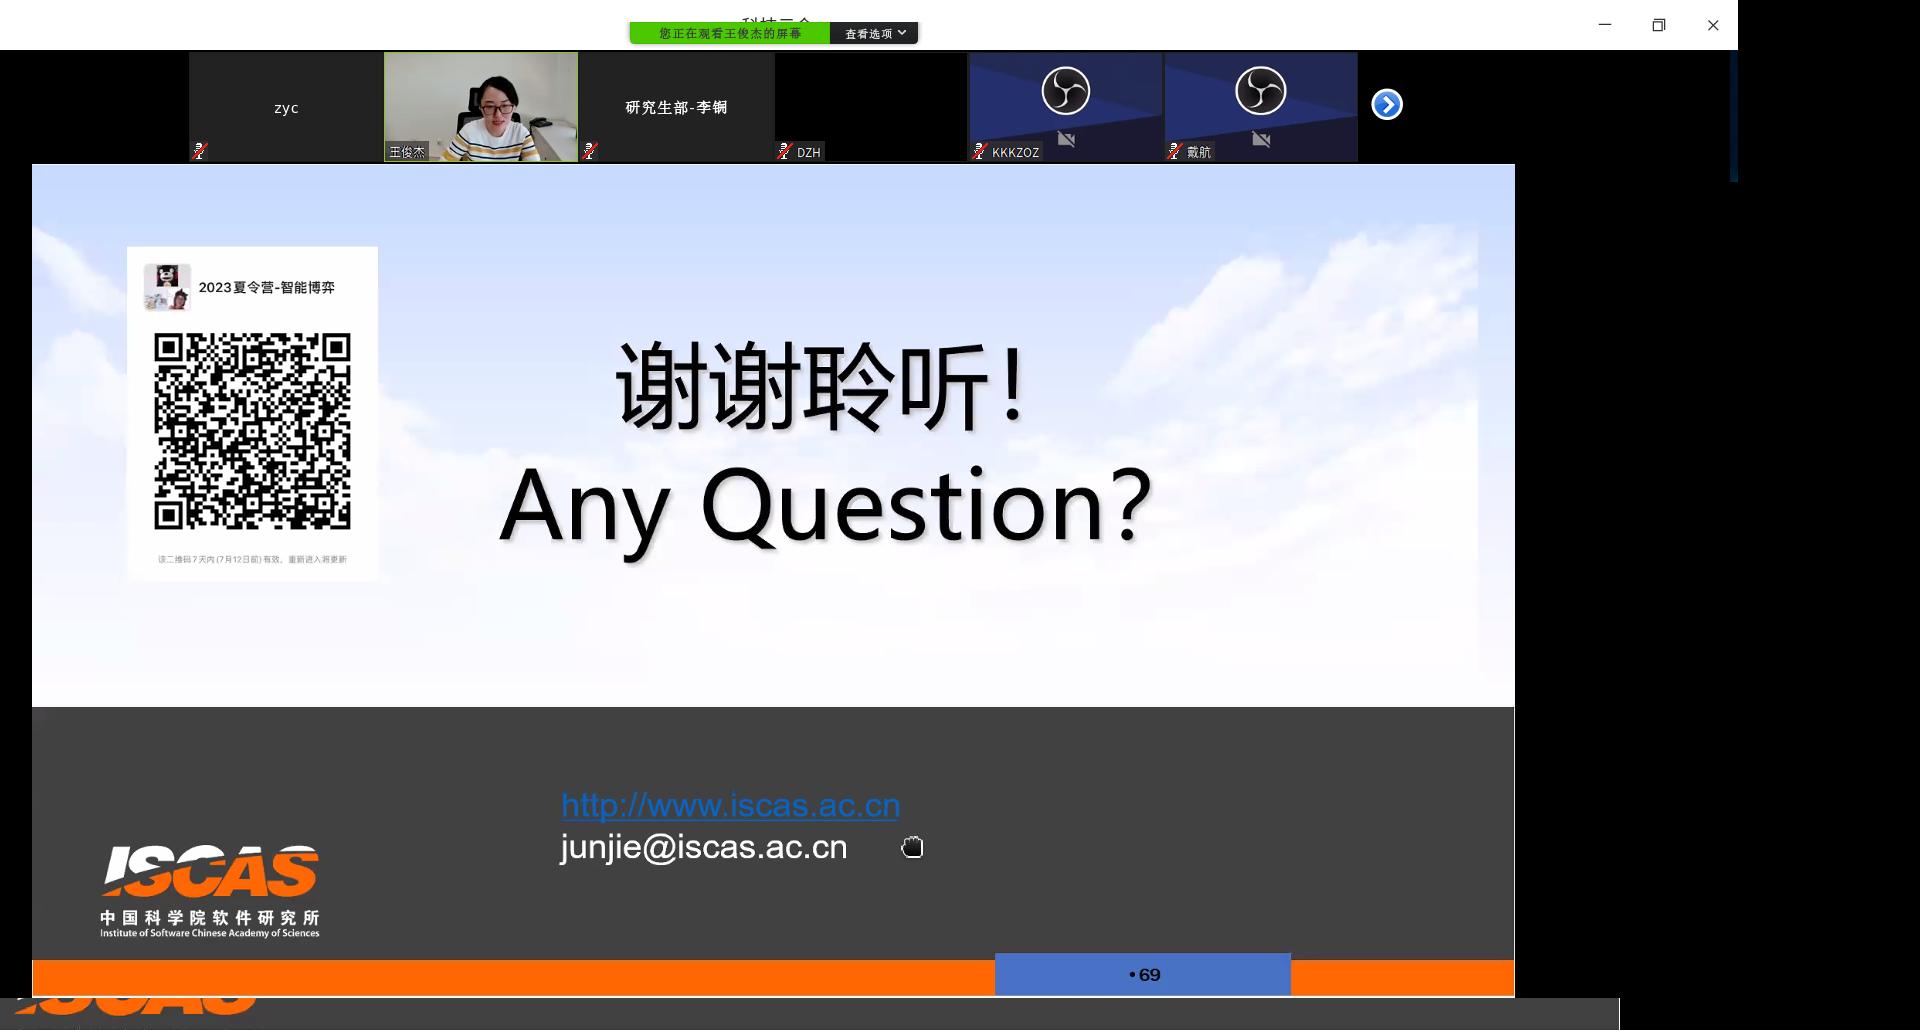 您正在观看王俊杰的屏幕
查看选项
zyc
王俊杰
研究生部-李锕
DZH
KKKZOZ
戴航
2023夏令营-智能博弈
该二维码7天内(7月12日前)有效，重新进入将更新
谢谢聆听！
Any Question?
http://www.iscas.ac.cn
junjie@iscas.ac.cn
ISCAS
中国科学院软件研究所
Institute of Software Chinese Academy of Sciences
•69